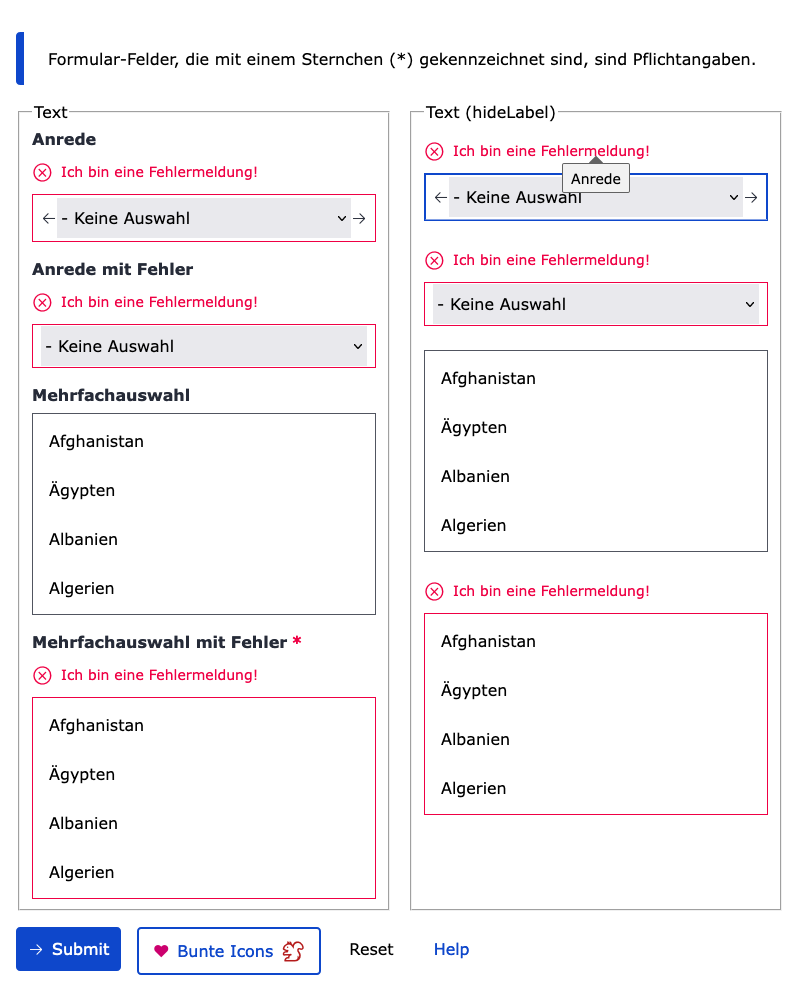 Formular-Felder, die mit einem Sternchen (*) gekennzeichnet sind, sind Pflichtangaben.
Text
Anrede
Ich bin eine Fehlermeldung!
- Keine Auswahl
Anrede mit Fehler
Ich bin eine Fehlermeldung!
- Keine Auswahl
Mehrfachauswahl
Afghanistan
Ägypten
Albanien
Algerien
Mehrfachauswahl mit Fehler *
Ich bin eine Fehlermeldung!
Afghanistan
Ägypten
Albanien
Algerien
Text (hideLabel)
Ich bin eine Fehlermeldung!
Anrede
- Keine Auswahl
Ich bin eine Fehlermeldung!
- Keine Auswahl
Afghanistan
Ägypten
Albanien
Algerien
Ich bin eine Fehlermeldung!
Afghanistan
Ägypten
Albanien
Algerien
Submit
Bunte Icons
Reset
Help